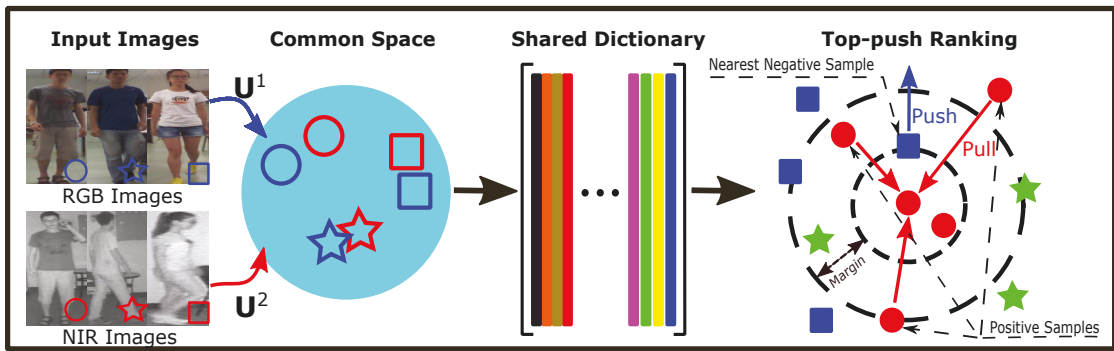 Input Images
Common Space
Shared Dictionary
Top-push Ranking
U1
RGB Images
U2
NIR Images
Nearest Negative Sample
Push
Pull
Margin
Positive Samples